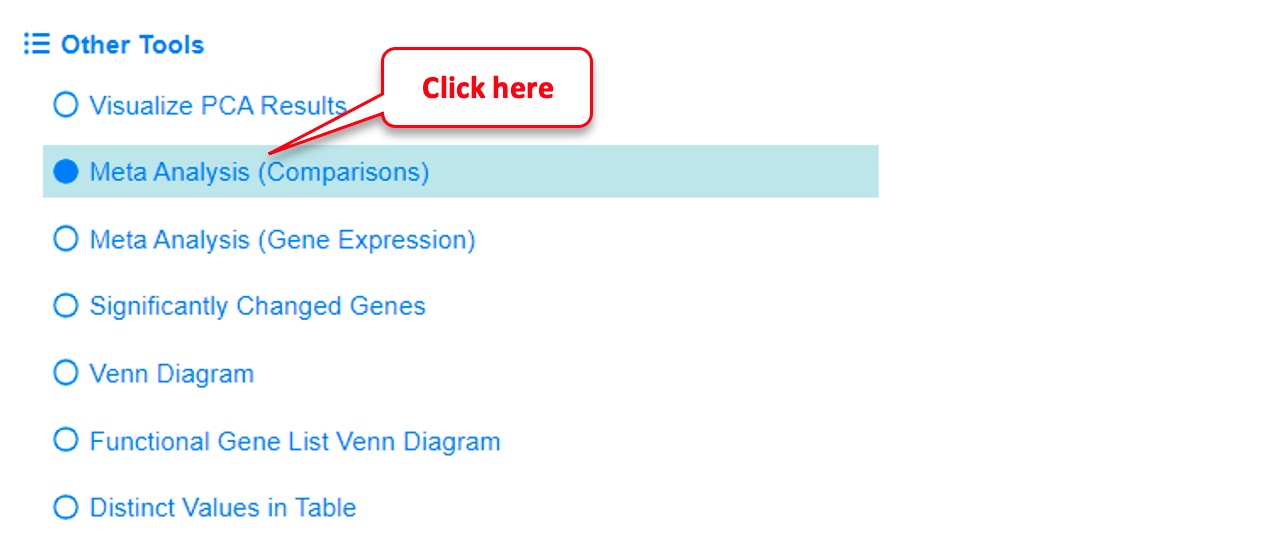 Other Tools
Click here
Visualize PCA Results
Meta Analysis (Comparisons)
Meta Analysis (Gene Expression)
Significantly Changed Genes
Venn Diagram
Functional Gene List Venn Diagram
Distinct Values in Table